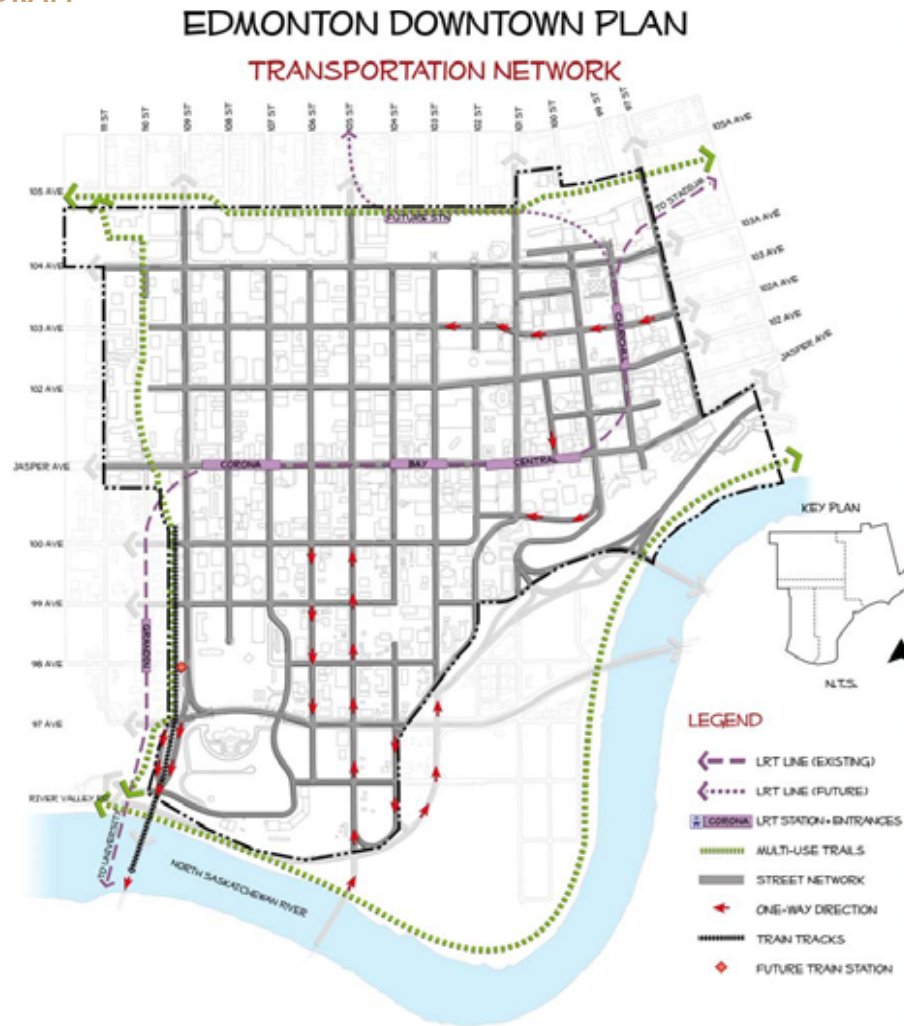 EDMONTON DOWNTOWN PLAN
TRANSPORTATION NETWORK
111 ST
110 ST
109 ST
108 ST
107 ST
106 ST
105 ST
104 ST
103 ST
102 ST
101 ST
100 ST
99 ST
97 ST
105A AVE
105 AVE
TO STADIUM
FUTURE STN
103A AVE
104 AVE
103 AVE
102A AVE
CHURCHILL
103 AVE
102 AVE
JASPER AVE
102 AVE
JASPER AVE
CORONA
BAY
CENTRAL
KEY PLAN
100 AVE
99 AVE
GRANDIN
98 AVE
N.T.S.
97 AVE
LEGEND
LRT LINE (EXISTING)
RIVER VALLEY
LRT LINE (FUTURE)
CORONA LRT STATION + ENTRANCES
TO UNIVERSITY
MULTI-USE TRAILS
NORTH SASKATCHEWAN RIVER
STREET NETWORK
ONE-WAY DIRECTION
TRAIN TRACKS
FUTURE TRAIN STATION